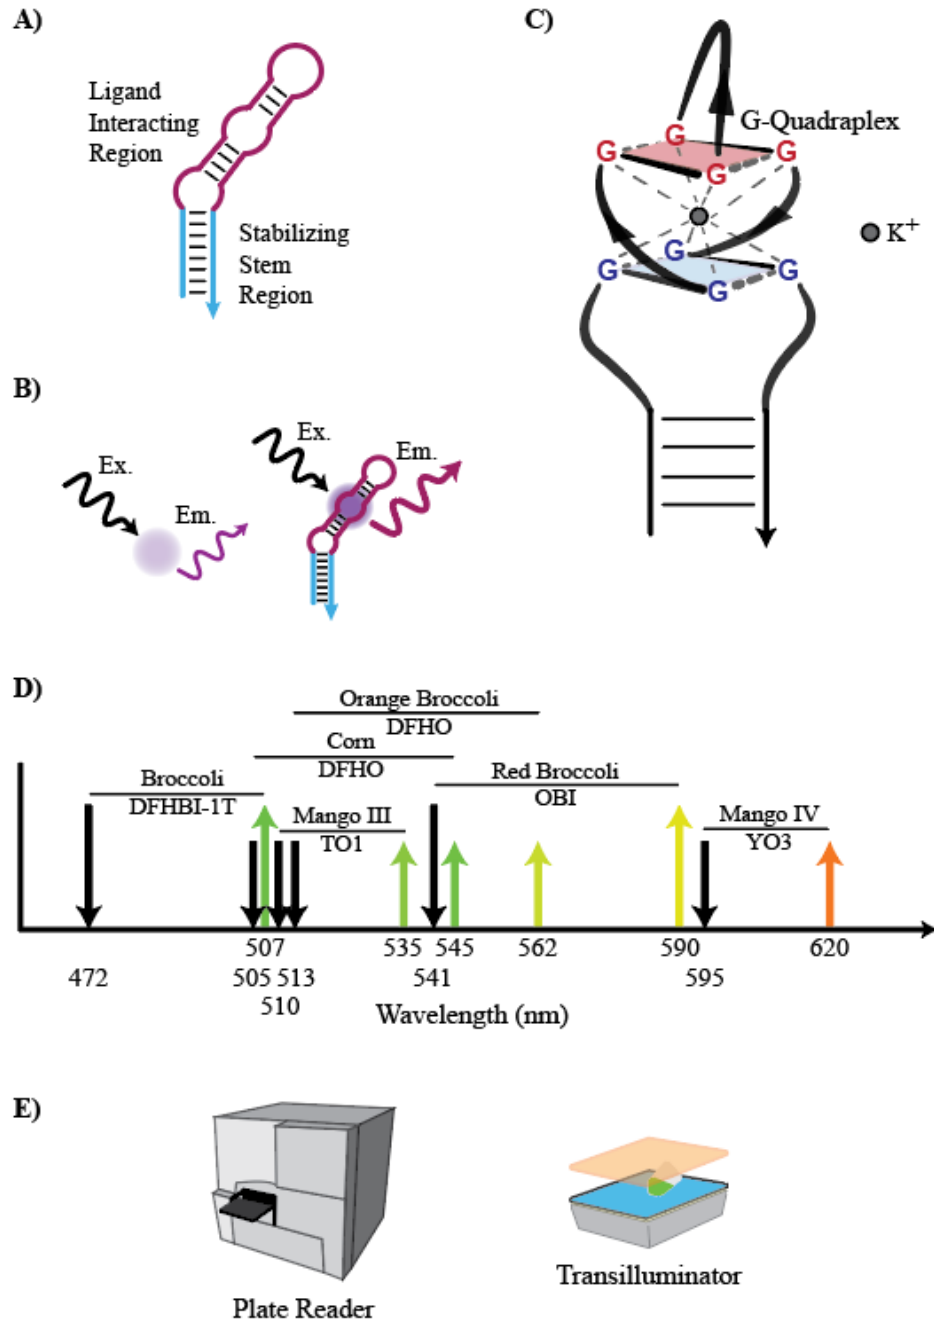 A)
Ligand
Interacting
Region
Stabilizing
Stem
Region
B)
Ex.
Em.
Ex.
Em.
C)
G-Quadraplex
G
G
G
G
K+
G
G
G
G
D)
Orange Broccoli
DFHO
Corn
DFHO
Broccoli
DFHBI-1T
Red Broccoli
OBI
Mango III
TO1
Mango IV
YO3
507 535 545 562 590 620
472 505 513 541 595
510
Wavelength (nm)
E)
Plate Reader
Transilluminator